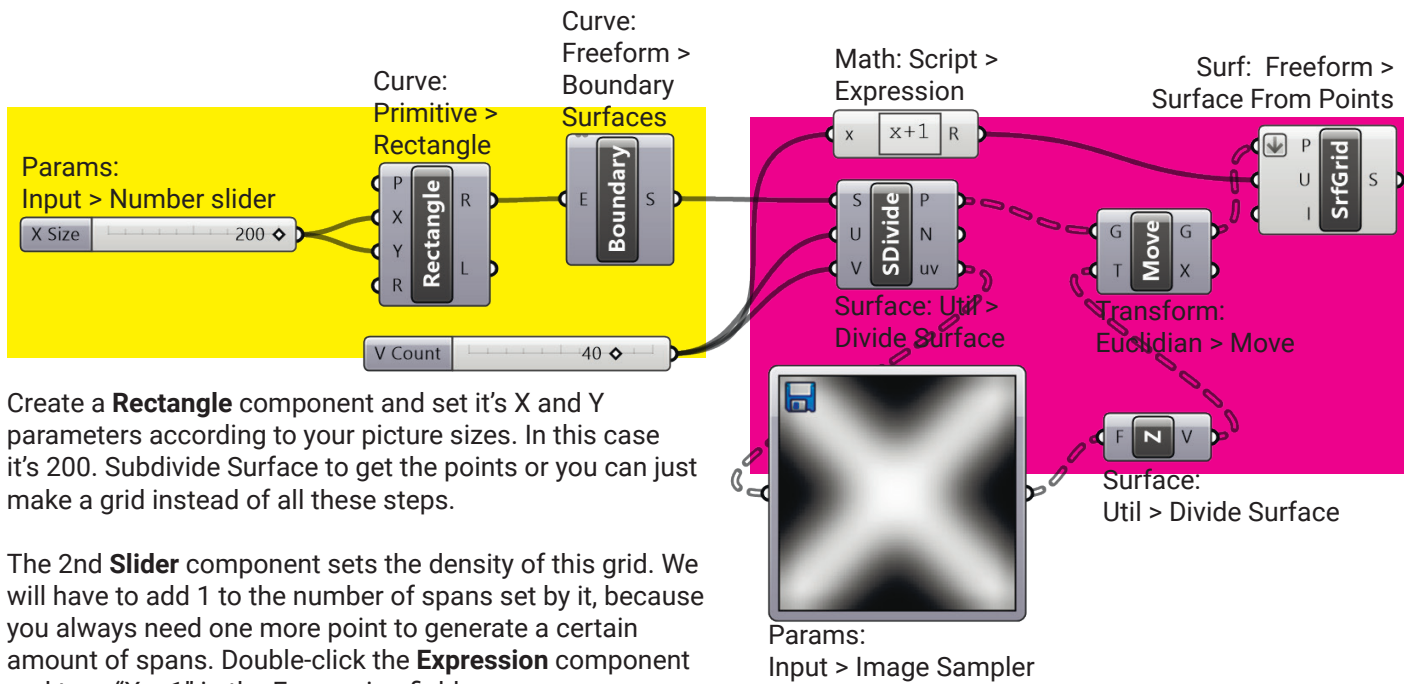 Curve:
Freeform >
Boundary
Surfaces
Curve:
Primitive >
Rectangle
Params:
Input > Number slider
X Size 200
P
X
Y
R
Rectangle
R
L
E
Boundary
S
V Count 40
Math: Script >
Expression
x x+1 R
Surf: Freeform >
Surface From Points
S
U
V
SDivide
P
N
uv
Surface: Util >
Divide Surface
G
T
Move
G
X
Transform:
Euclidian > Move
P
U
I
SrfGrid
S
F Z V
Surface:
Util > Divide Surface
Params:
Input > Image Sampler
Create a Rectangle component and set it's X and Y
parameters according to your picture sizes. In this case
it's 200. Subdivide Surface to get the points or you can just
make a grid instead of all these steps.
The 2nd Slider component sets the density of this grid. We
will have to add 1 to the number of spans set by it, because
you always need one more point to generate a certain
amount of spans. Double-click the Expression component